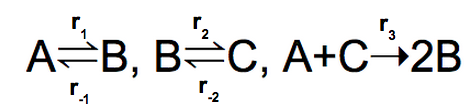 A ⇌ B, B ⇌ C, A+C → 2B
r₁ r₂ r₃
r₋₁ r₋₂